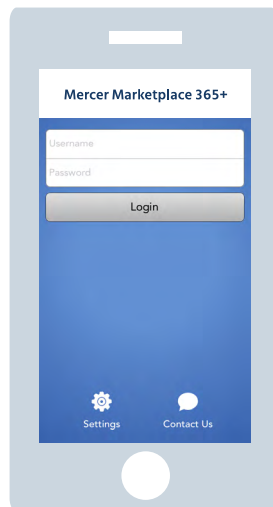 Mercer Marketplace 365+
Username
Password
Login
Settings Contact Us